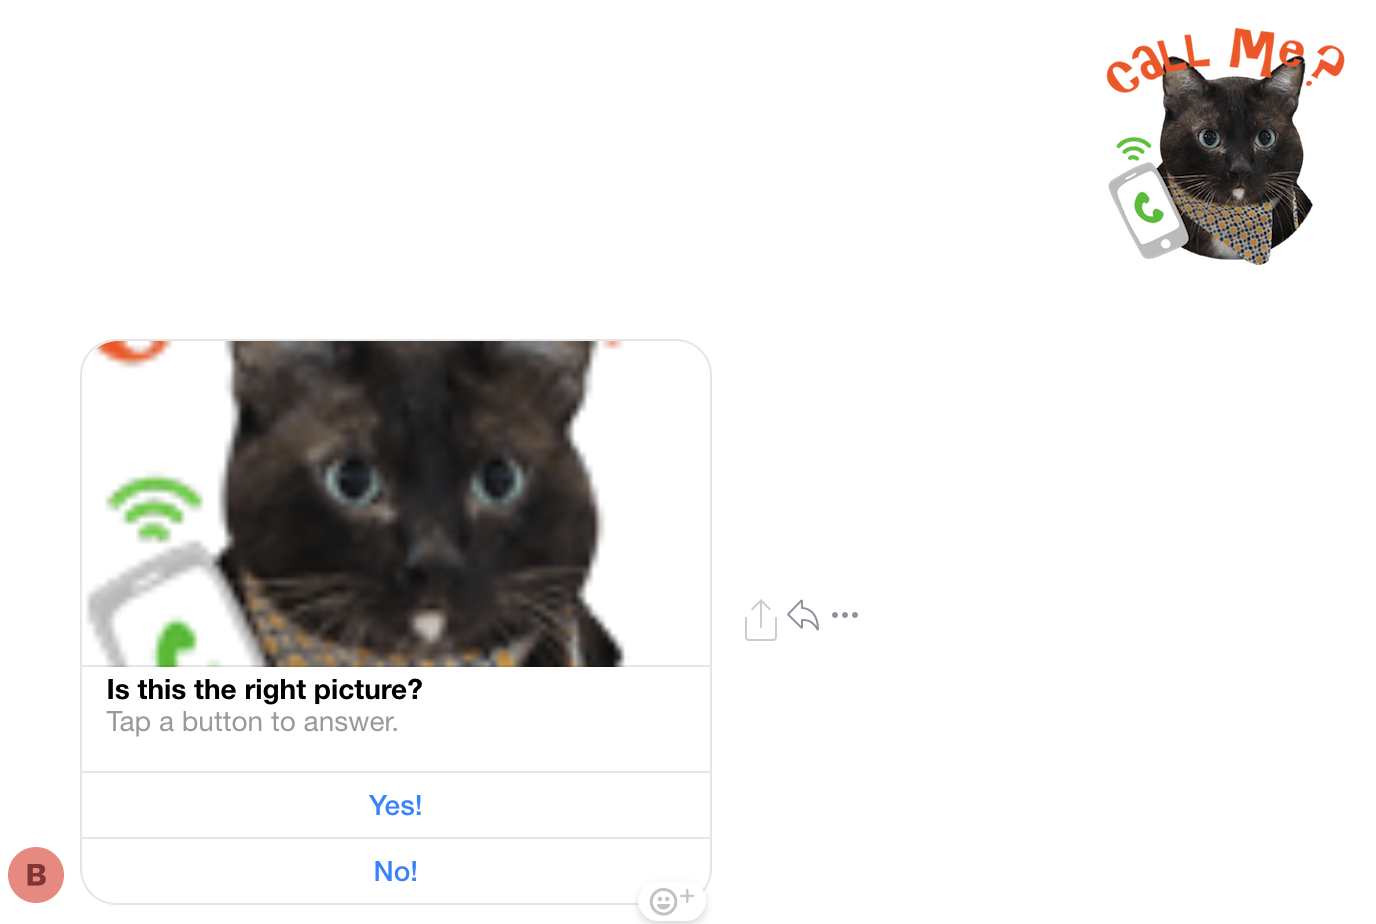 CaLL Me?
Is this the right picture?
Tap a button to answer.
Yes!
No!
B